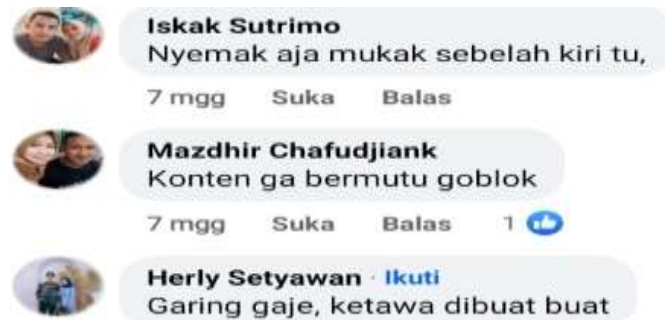 Iskak Sutrimo
Nyemak aja mukak sebelah kiri tu,
7 mgg Suka Balas
Mazdhir Chafudjiank
Konten ga bermutu goblok
7 mgg Suka Balas 1
Herly Setyawan · Ikuti
Garing gaje, ketawa dibuat buat